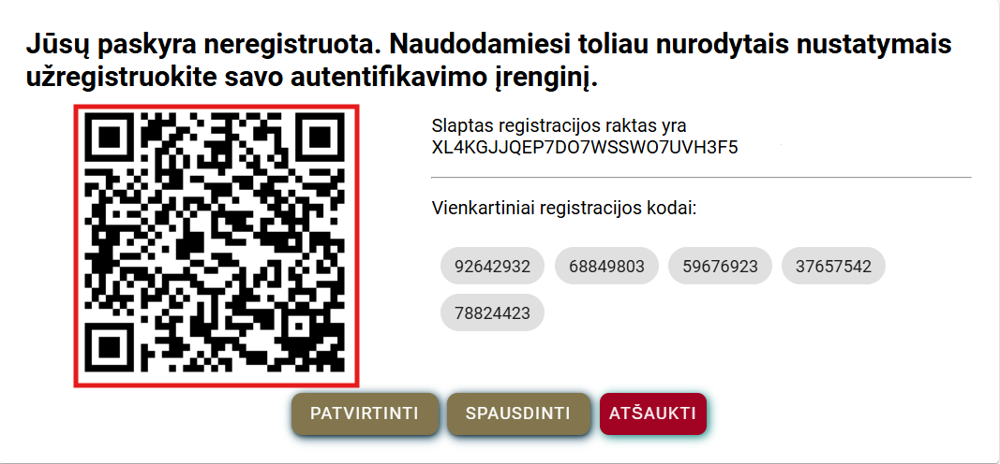 Jūsų paskyra neregistruota. Naudodamiesi toliau nurodytais nustatymais
užregistruokite savo autentifikavimo įrenginį.
Slaptas registracijos raktas yra
XL4KGJJQEP7DO7WSSWO7UVH3F5
Vienkartiniai registracijos kodai:
92642932 68849803 59676923 37657542
78824423
PATVIRTINTI SPAUSDINTI ATŠAUKTI